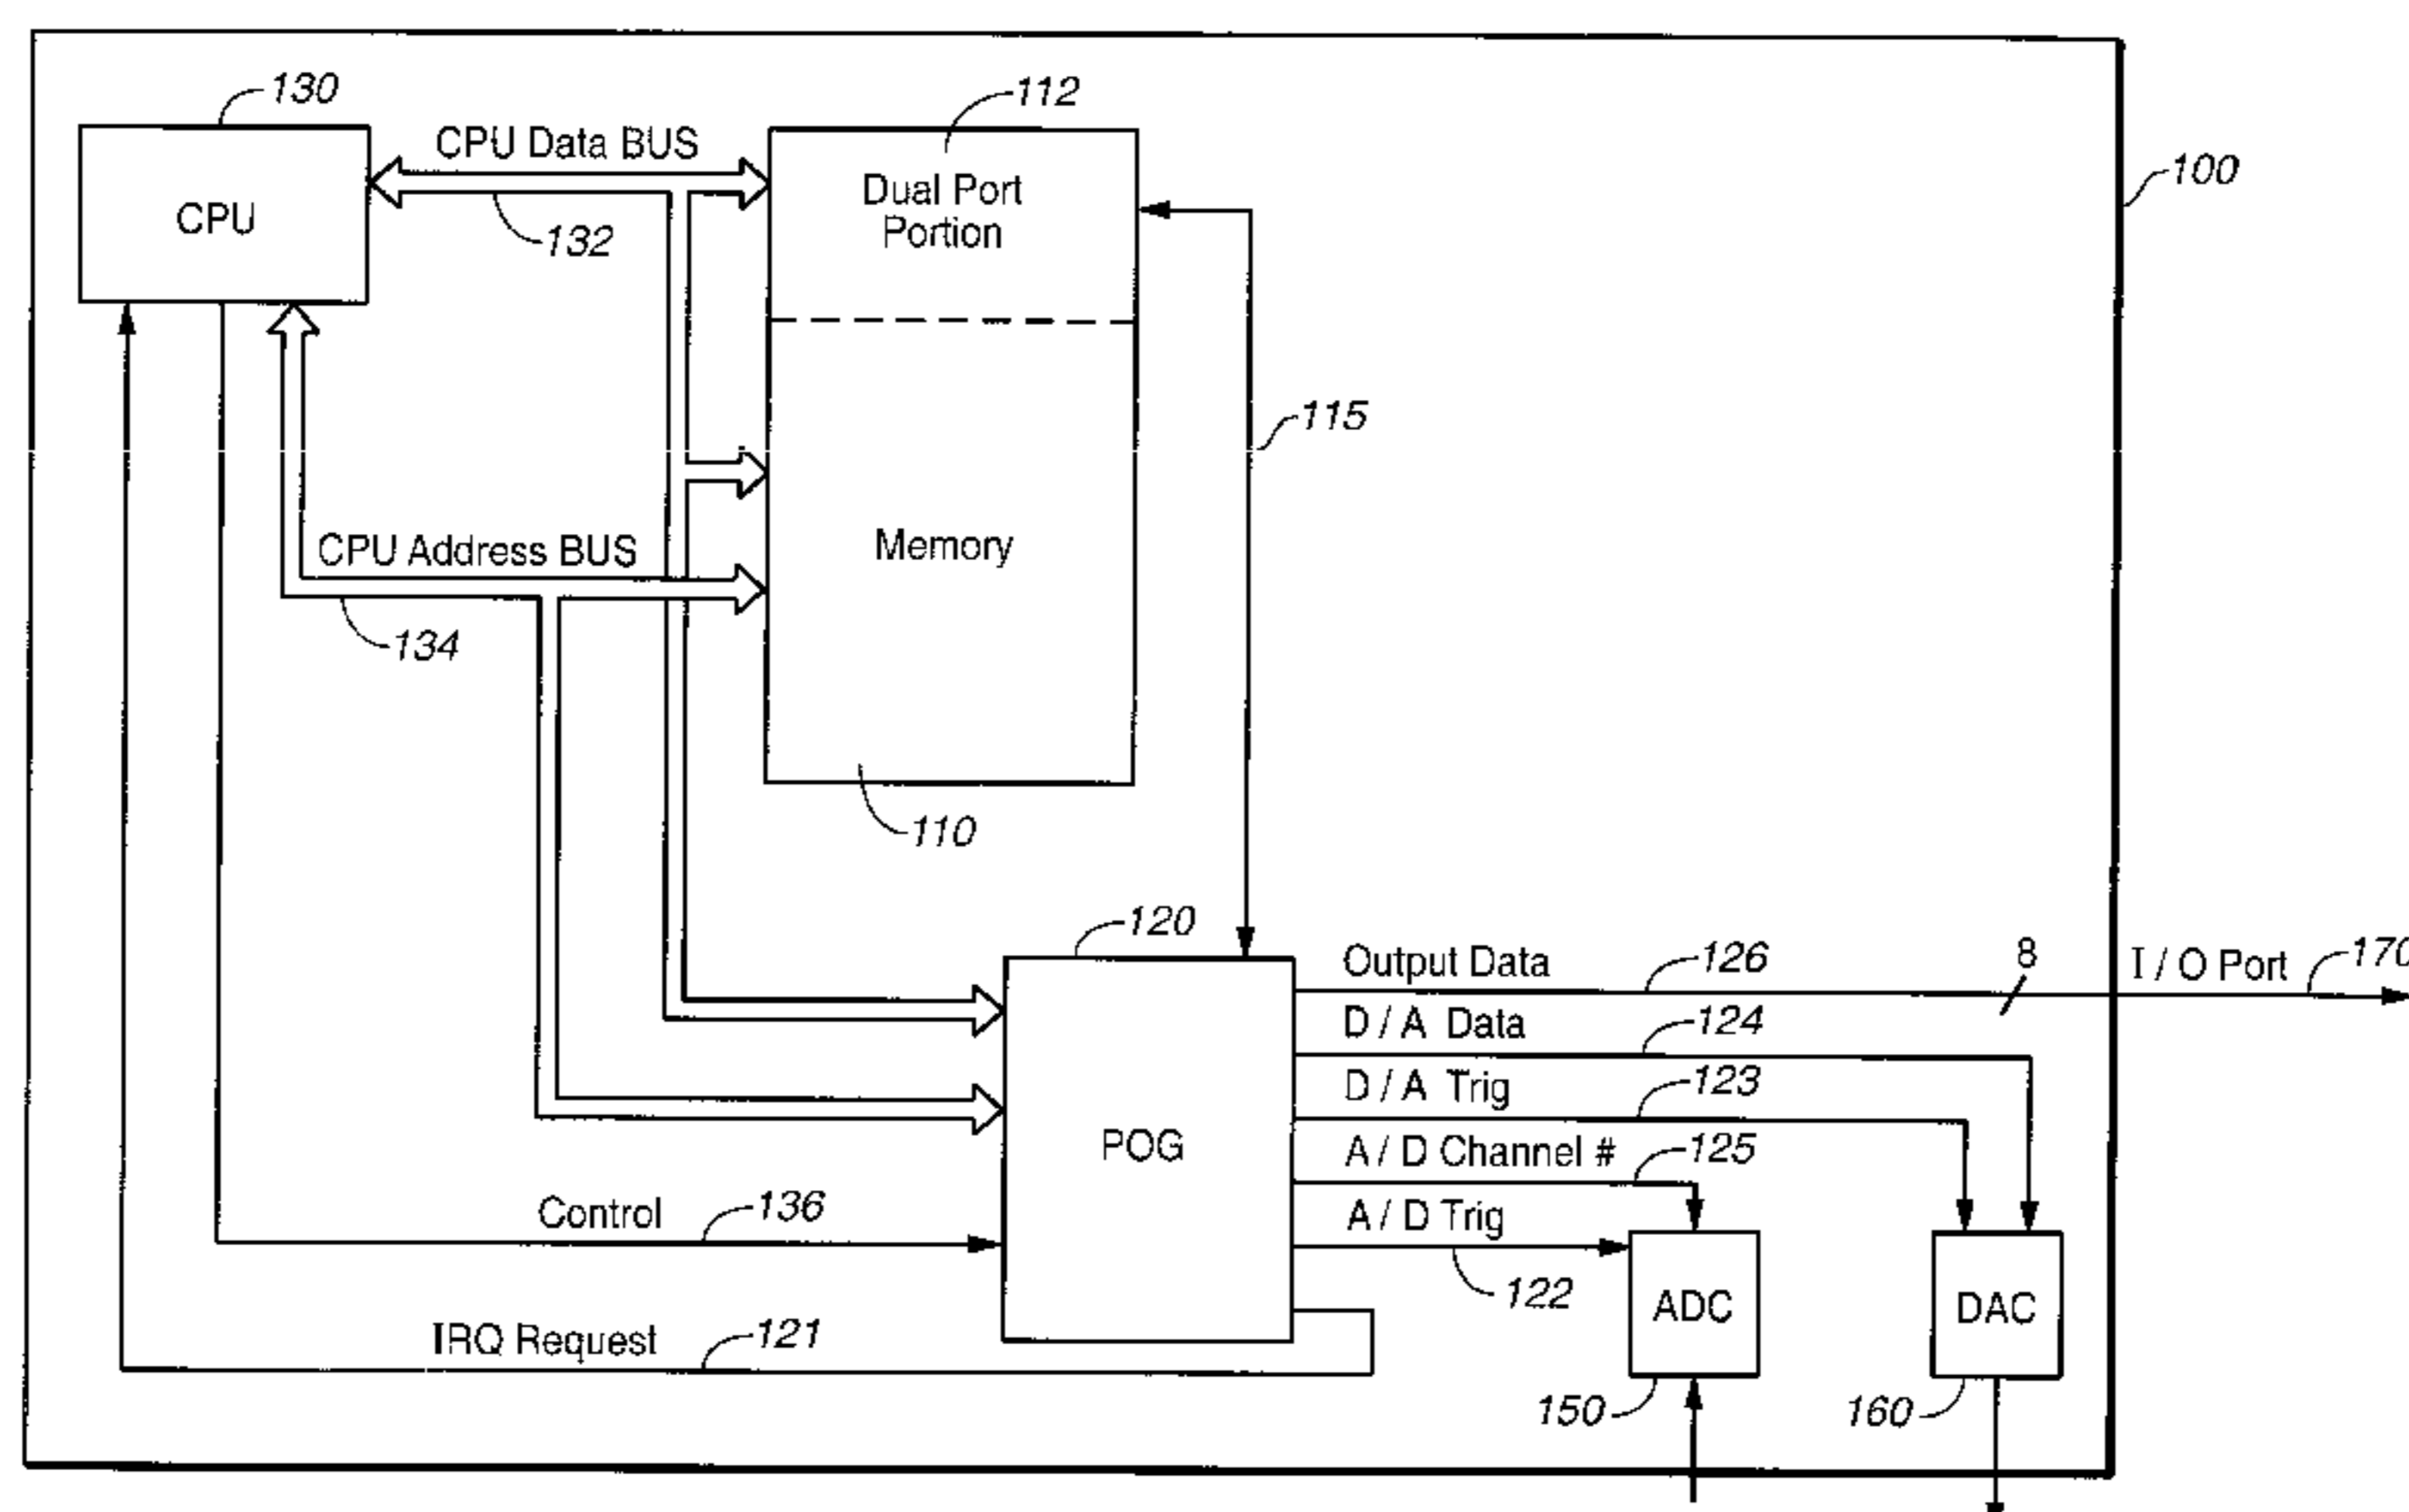 130
112
CPU Data BUS
100
Dual Port
Portion
CPU
132
115
CPU Address BUS
Memory
134
110
120
Output Data
126
8
I / O Port
170
D / A Data
124
D / A Trig
123
POG
A / D Channel #
125
Control
136
A / D Trig
122
ADC
DAC
IRQ Request
121
150
160